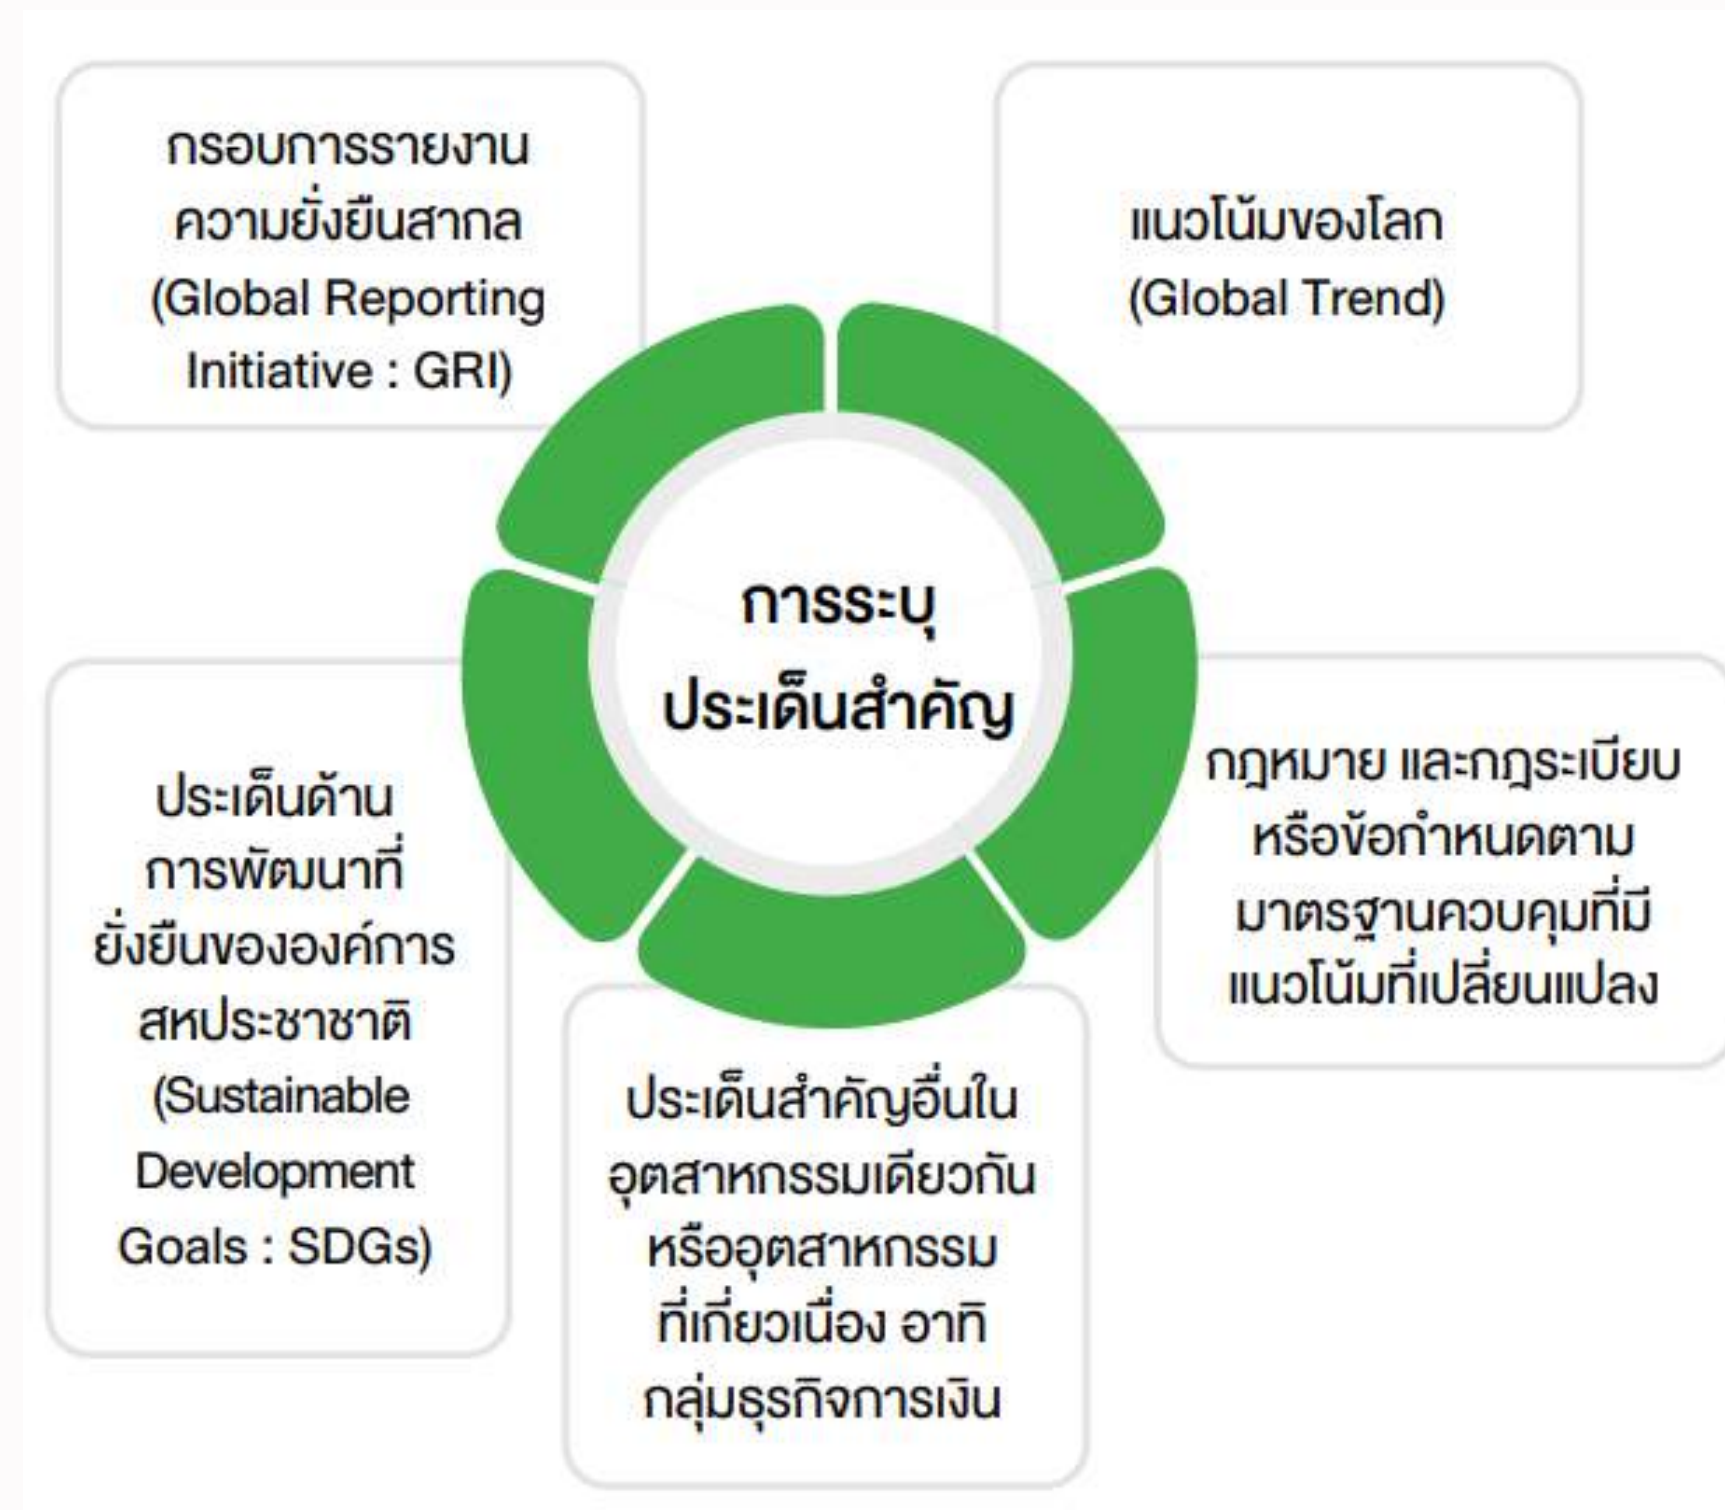 กรอบการรายงาน
ความยั่งยืนสากล
(Global Reporting
Initiative : GRI)
แนวโน้มของโลก
(Global Trend)
การระบุ
ประเด็นสำคัญ
กฎหมาย และกฎระเบียบ
หรือข้อกำหนดตาม
มาตรฐานควบคุมที่มี
แนวโน้มที่เปลี่ยนแปลง
ประเด็นด้าน
การพัฒนาที่
ยั่งยืนขององค์การ
สหประชาชาติ
(Sustainable
Development
Goals : SDGs)
ประเด็นสำคัญอื่นใน
อุตสาหกรรมเดียวกัน
หรืออุตสาหกรรม
ที่เกี่ยวเนื่อง อาทิ
กลุ่มธุรกิจการเงิน